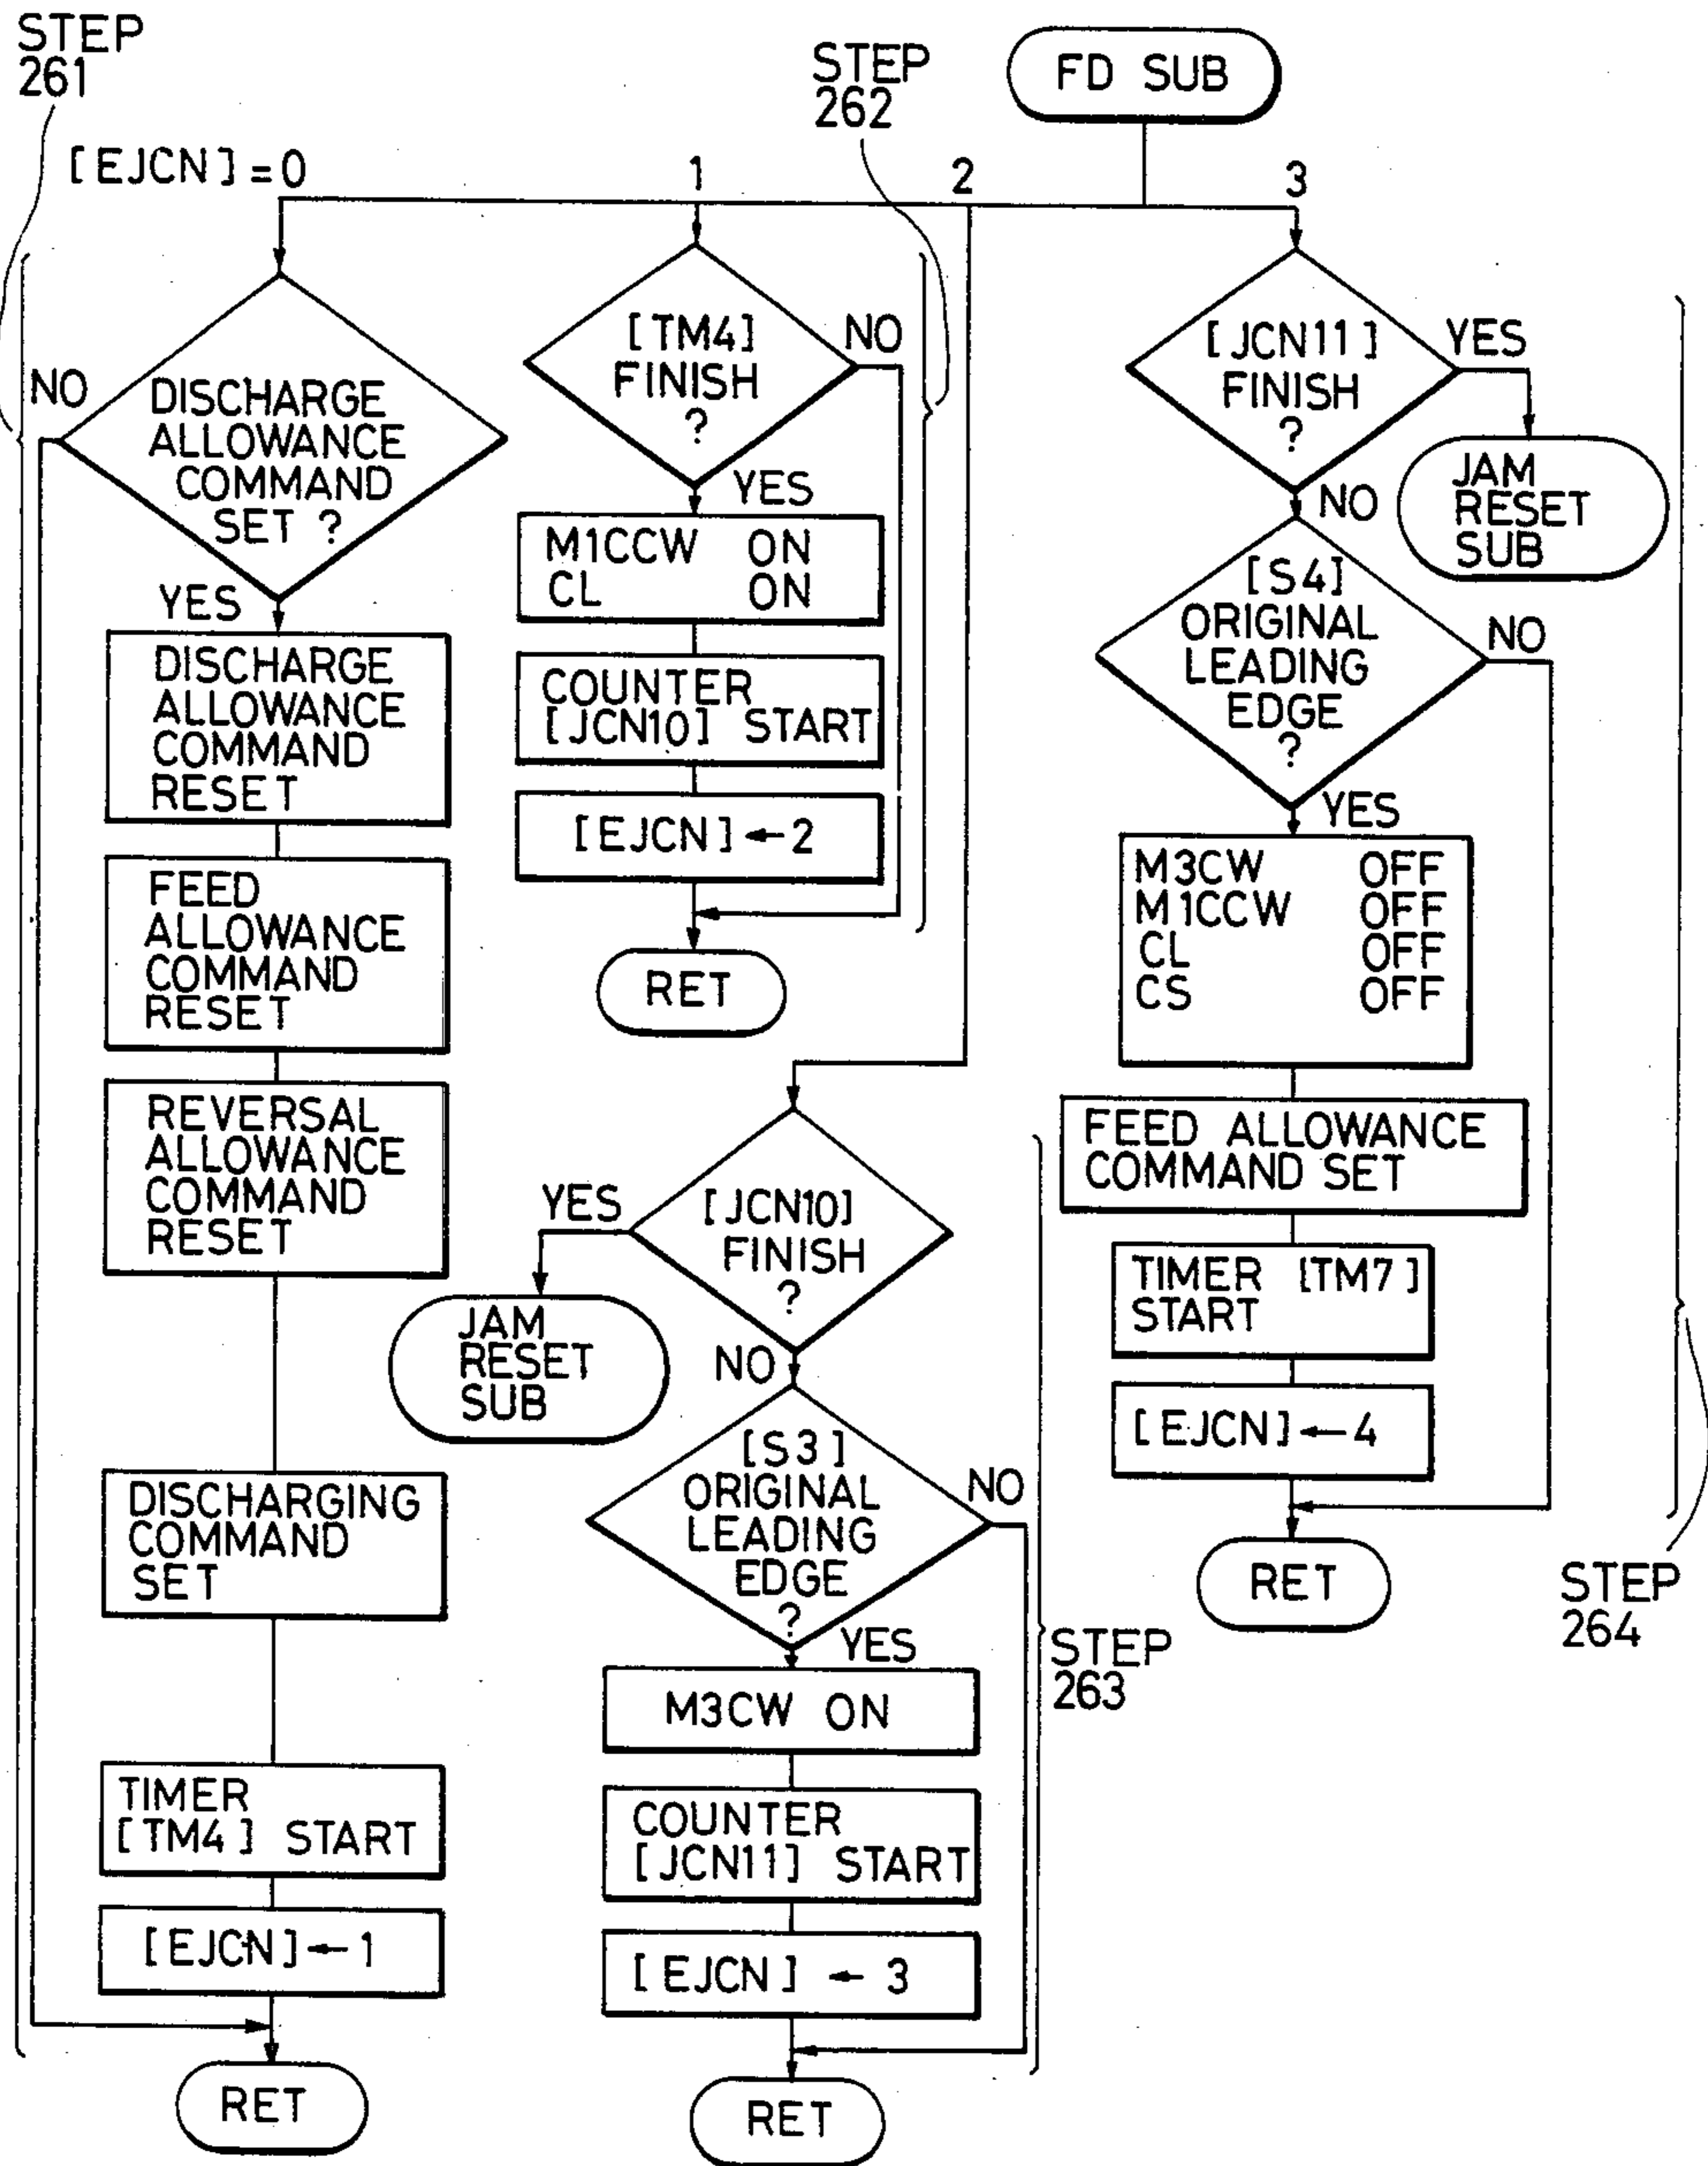 STEP
261
STEP
262
FD SUB
[EJCN]=0
1
2
3
NO
DISCHARGE
ALLOWANCE
COMMAND
SET ?
YES
DISCHARGE
ALLOWANCE
COMMAND
RESET
FEED
ALLOWANCE
COMMAND
RESET
REVERSAL
ALLOWANCE
COMMAND
RESET
DISCHARGING
COMMAND
SET
TIMER
[TM4] START
[EJCN]←1
RET
[TM4]
FINISH
?
NO
YES
M1CCW ON
CL ON
COUNTER
[JCN10] START
[EJCN]←2
RET
[JCN10]
FINISH
?
YES
JAM
RESET
SUB
NO
[S3]
ORIGINAL
LEADING
EDGE
?
NO
YES
M3CW ON
COUNTER
[JCN11] START
[EJCN] ← 3
RET
STEP
263
[JCN11]
FINISH
?
YES
JAM
RESET
SUB
NO
[S4]
ORIGINAL
LEADING
EDGE
?
NO
YES
M3CW OFF
M1CCW OFF
CL OFF
CS OFF
FEED ALLOWANCE
COMMAND SET
TIMER [TM7]
START
[EJCN]←4
RET
STEP
264